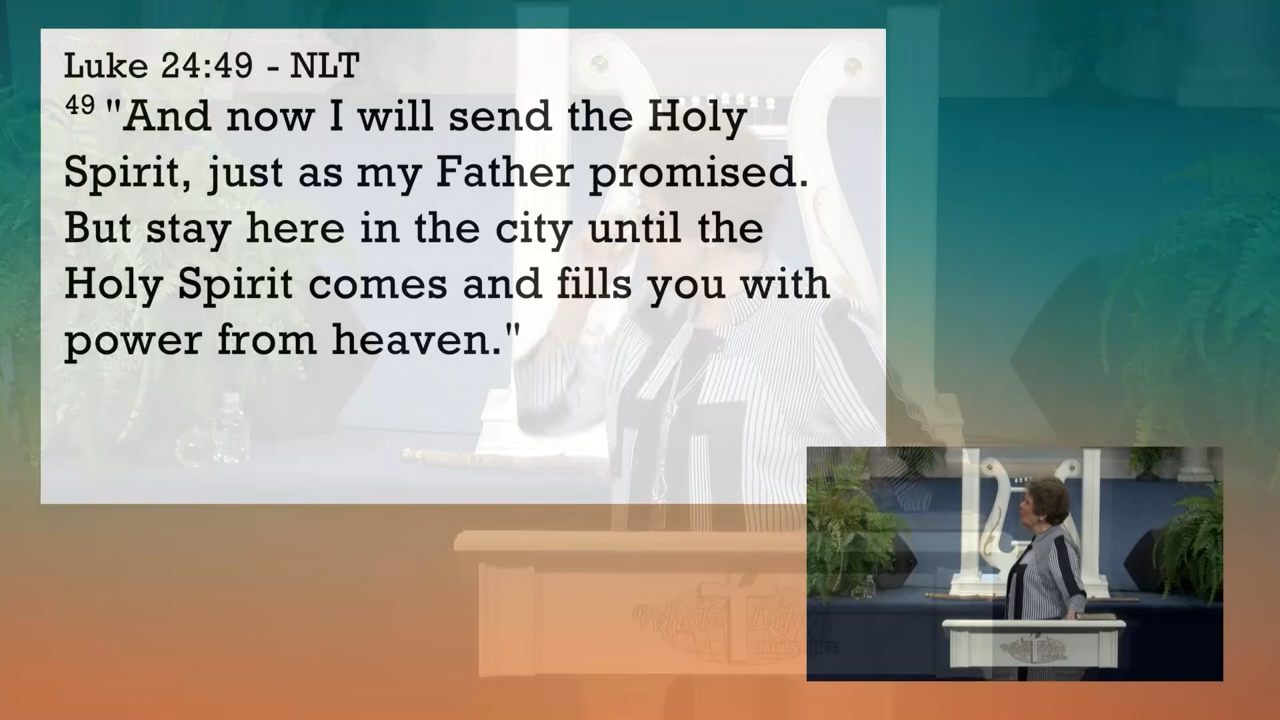 Luke 24:49 - NLT
49 "And now I will send the Holy
Spirit, just as my Father promised.
But stay here in the city until the
Holy Spirit comes and fills you with
power from heaven."